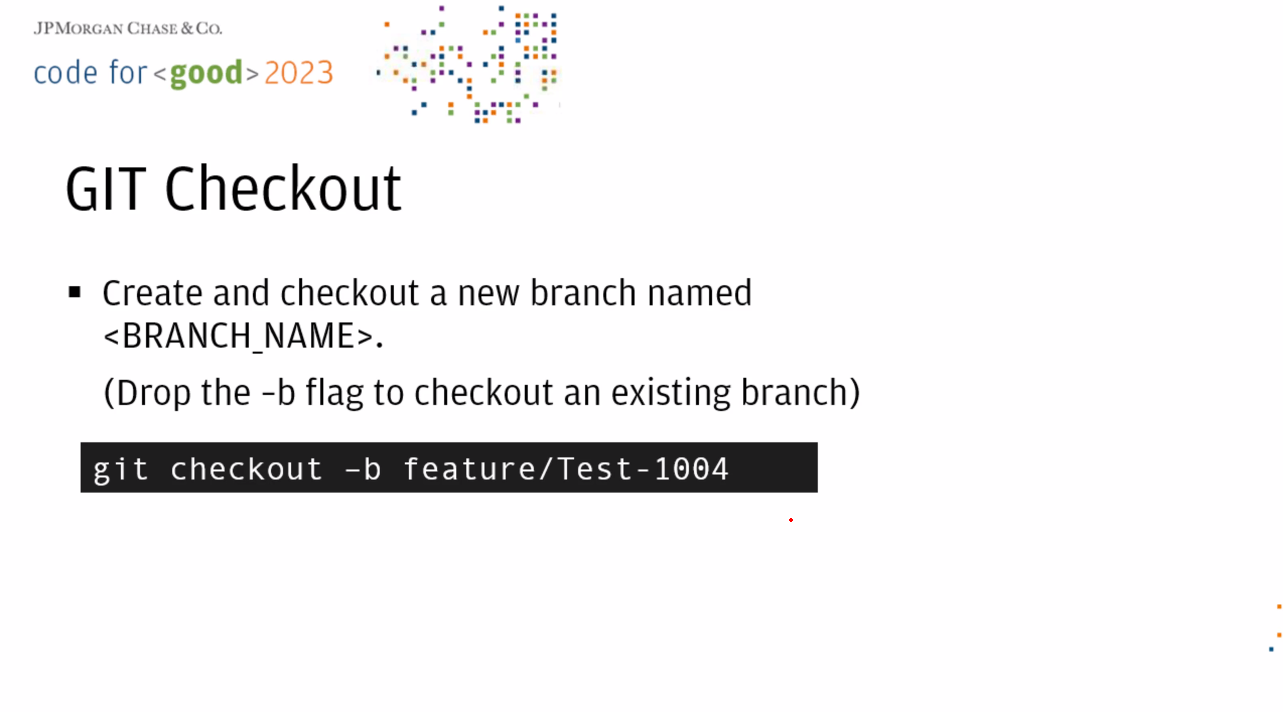 JPMORGAN CHASE & CO.
code for <good> 2023
GIT Checkout
▪ Create and checkout a new branch named
<BRANCH_NAME>.
(Drop the –b flag to checkout an existing branch)
git checkout –b feature/Test-1004